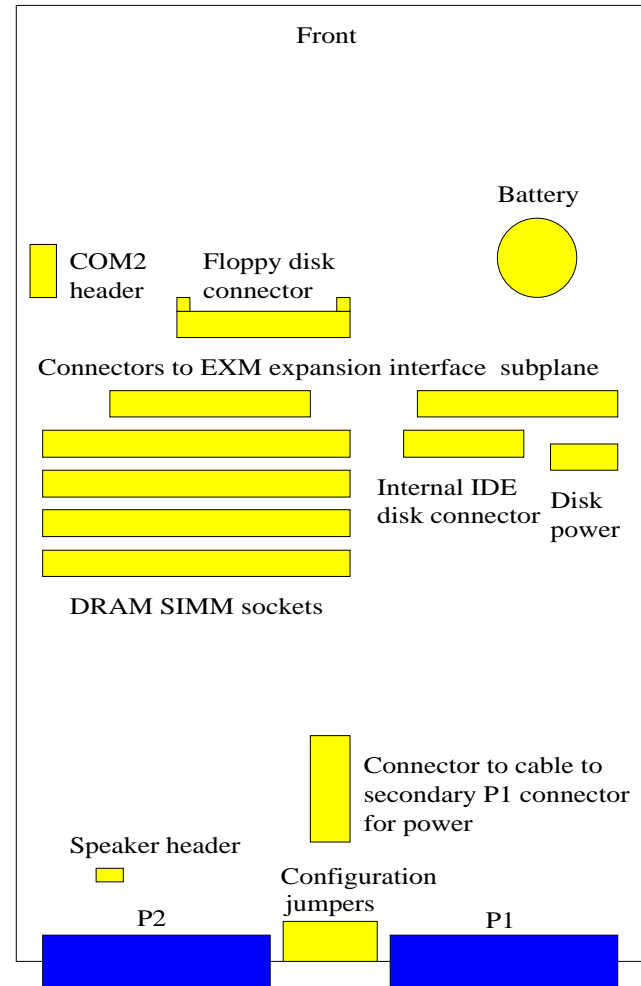 Front
Battery
COM2
header
Floppy disk
connector
Connectors to EXM expansion interface subplane
Internal IDE
disk connector
Disk
power
DRAM SIMM sockets
Connector to cable to
secondary P1 connector
for power
Speaker header
Configuration
jumpers
P2
P1